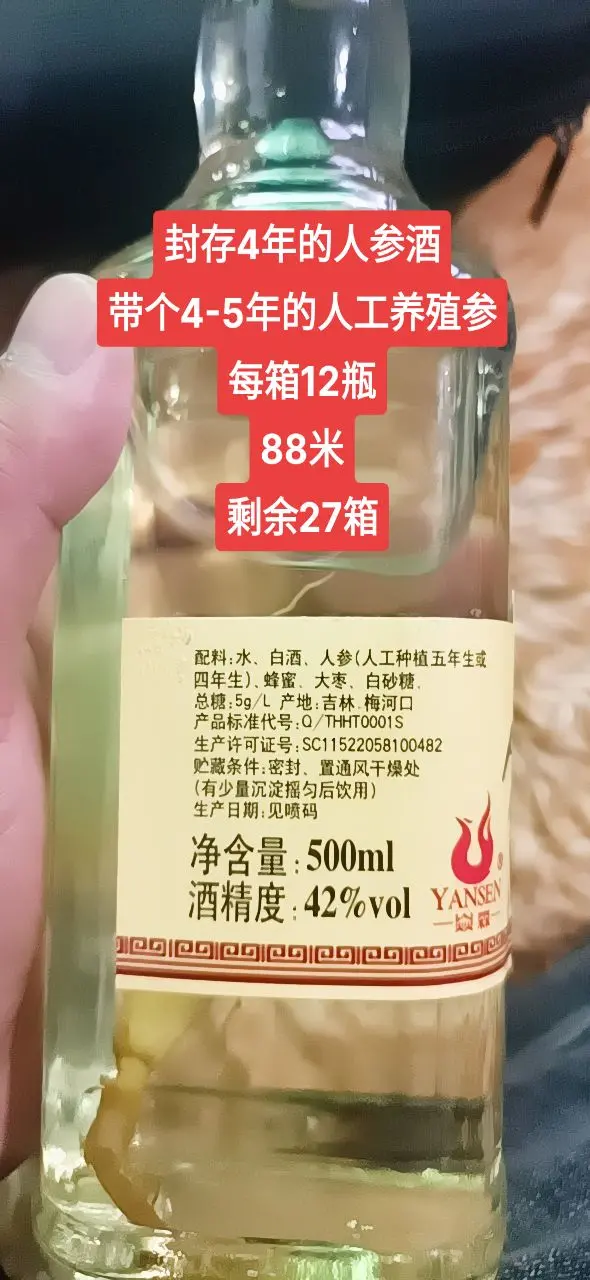 封存4年的人参酒
带个4-5年的人工养殖参
每箱12瓶
88米
剩余27箱
配料:水、白酒、人参(人工种植五年生或
四年生)、蜂蜜、大枣、白砂糖、
总糖:5g/L 产地:吉林.梅河口
产品标准代号:Q/THHT0001S
生产许可证号:SC11522058100482
贮藏条件:密封、置通风干燥处
(有少量沉淀摇匀后饮用)
生产日期:见喷码
净含量:500ml
酒精度:42%vol
YANSEN